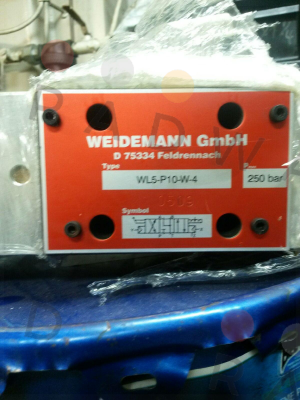 WEIDEMANN GmbH
D 75334 Feldrennach
Type
WL5-P10-W-4
250 bar
Symbol